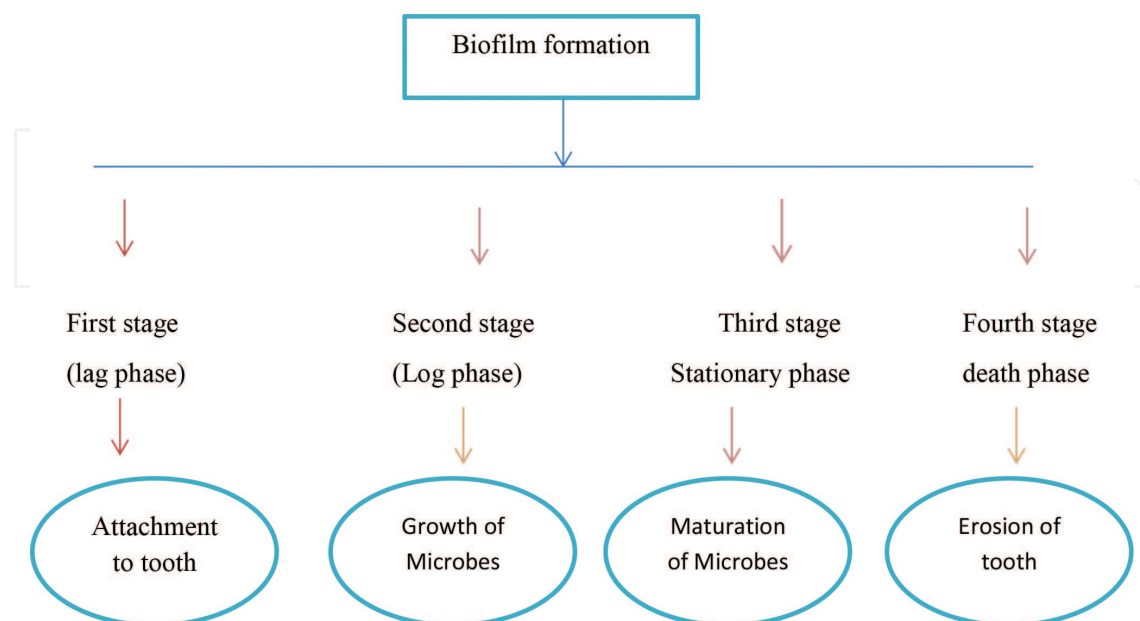 Biofilm formation
First stage
(lag phase)
Second stage
(Log phase)
Third stage
Stationary phase
Fourth stage
death phase
Attachment
to tooth
Growth of
Microbes
Maturation
of Microbes
Erosion of
tooth